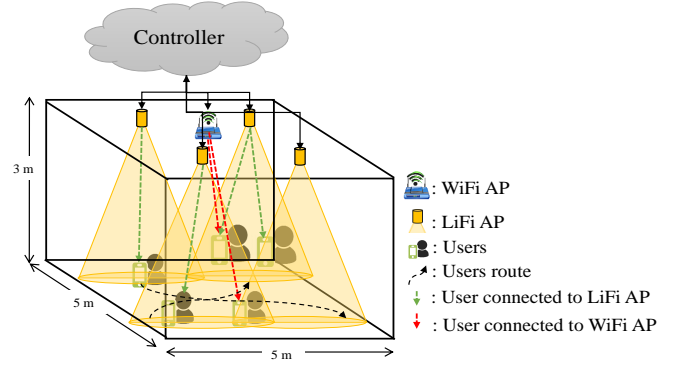 Controller
3 m
5 m
5 m
: WiFi AP
: LiFi AP
: Users
: Users route
: User connected to LiFi AP
: User connected to WiFi AP